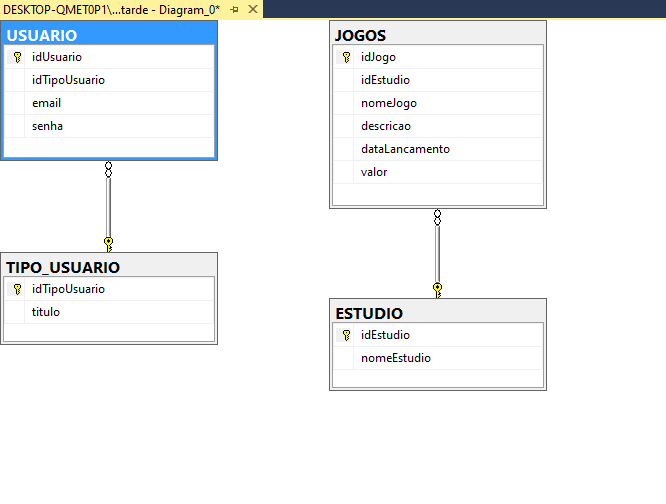 DESKTOP-QMET0P1\...tarde - Diagram_0*
USUARIO
idUsuario
idTipoUsuario
email
senha
TIPO_USUARIO
idTipoUsuario
titulo
JOGOS
idJogo
idEstudio
nomeJogo
descricao
dataLancamento
valor
ESTUDIO
idEstudio
nomeEstudio